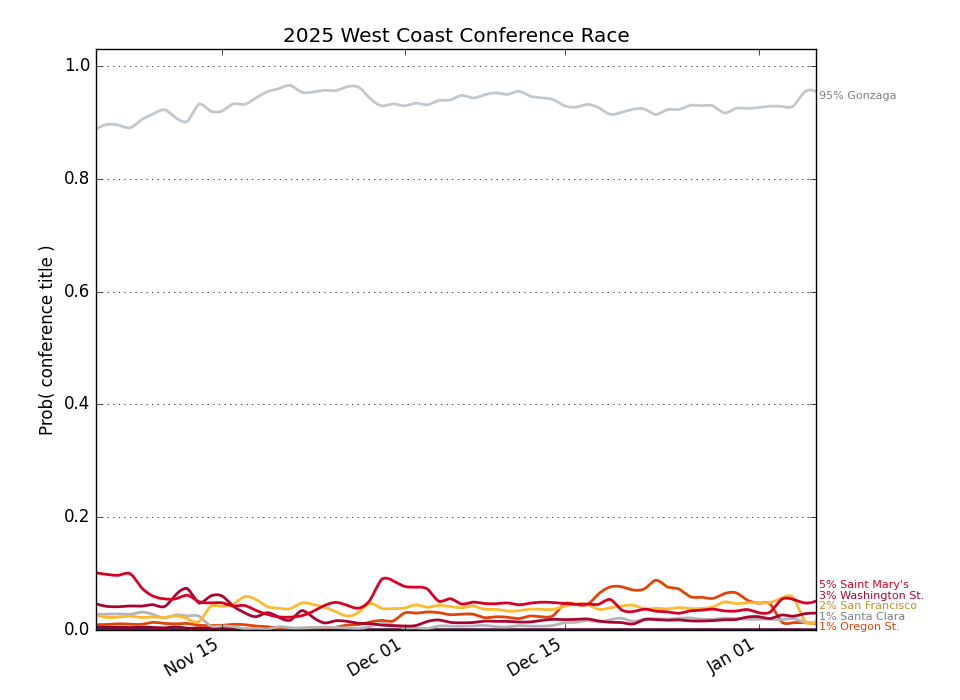 2025 West Coast Conference Race
1.0
0.8
0.6
0.4
0.2
0.0
Prob( conference title )
95% Gonzaga
5% Saint Mary's
3% Washington St.
2% San Francisco
1% Santa Clara
1% Oregon St.
Nov 15
Dec 01
Dec 15
Jan 01